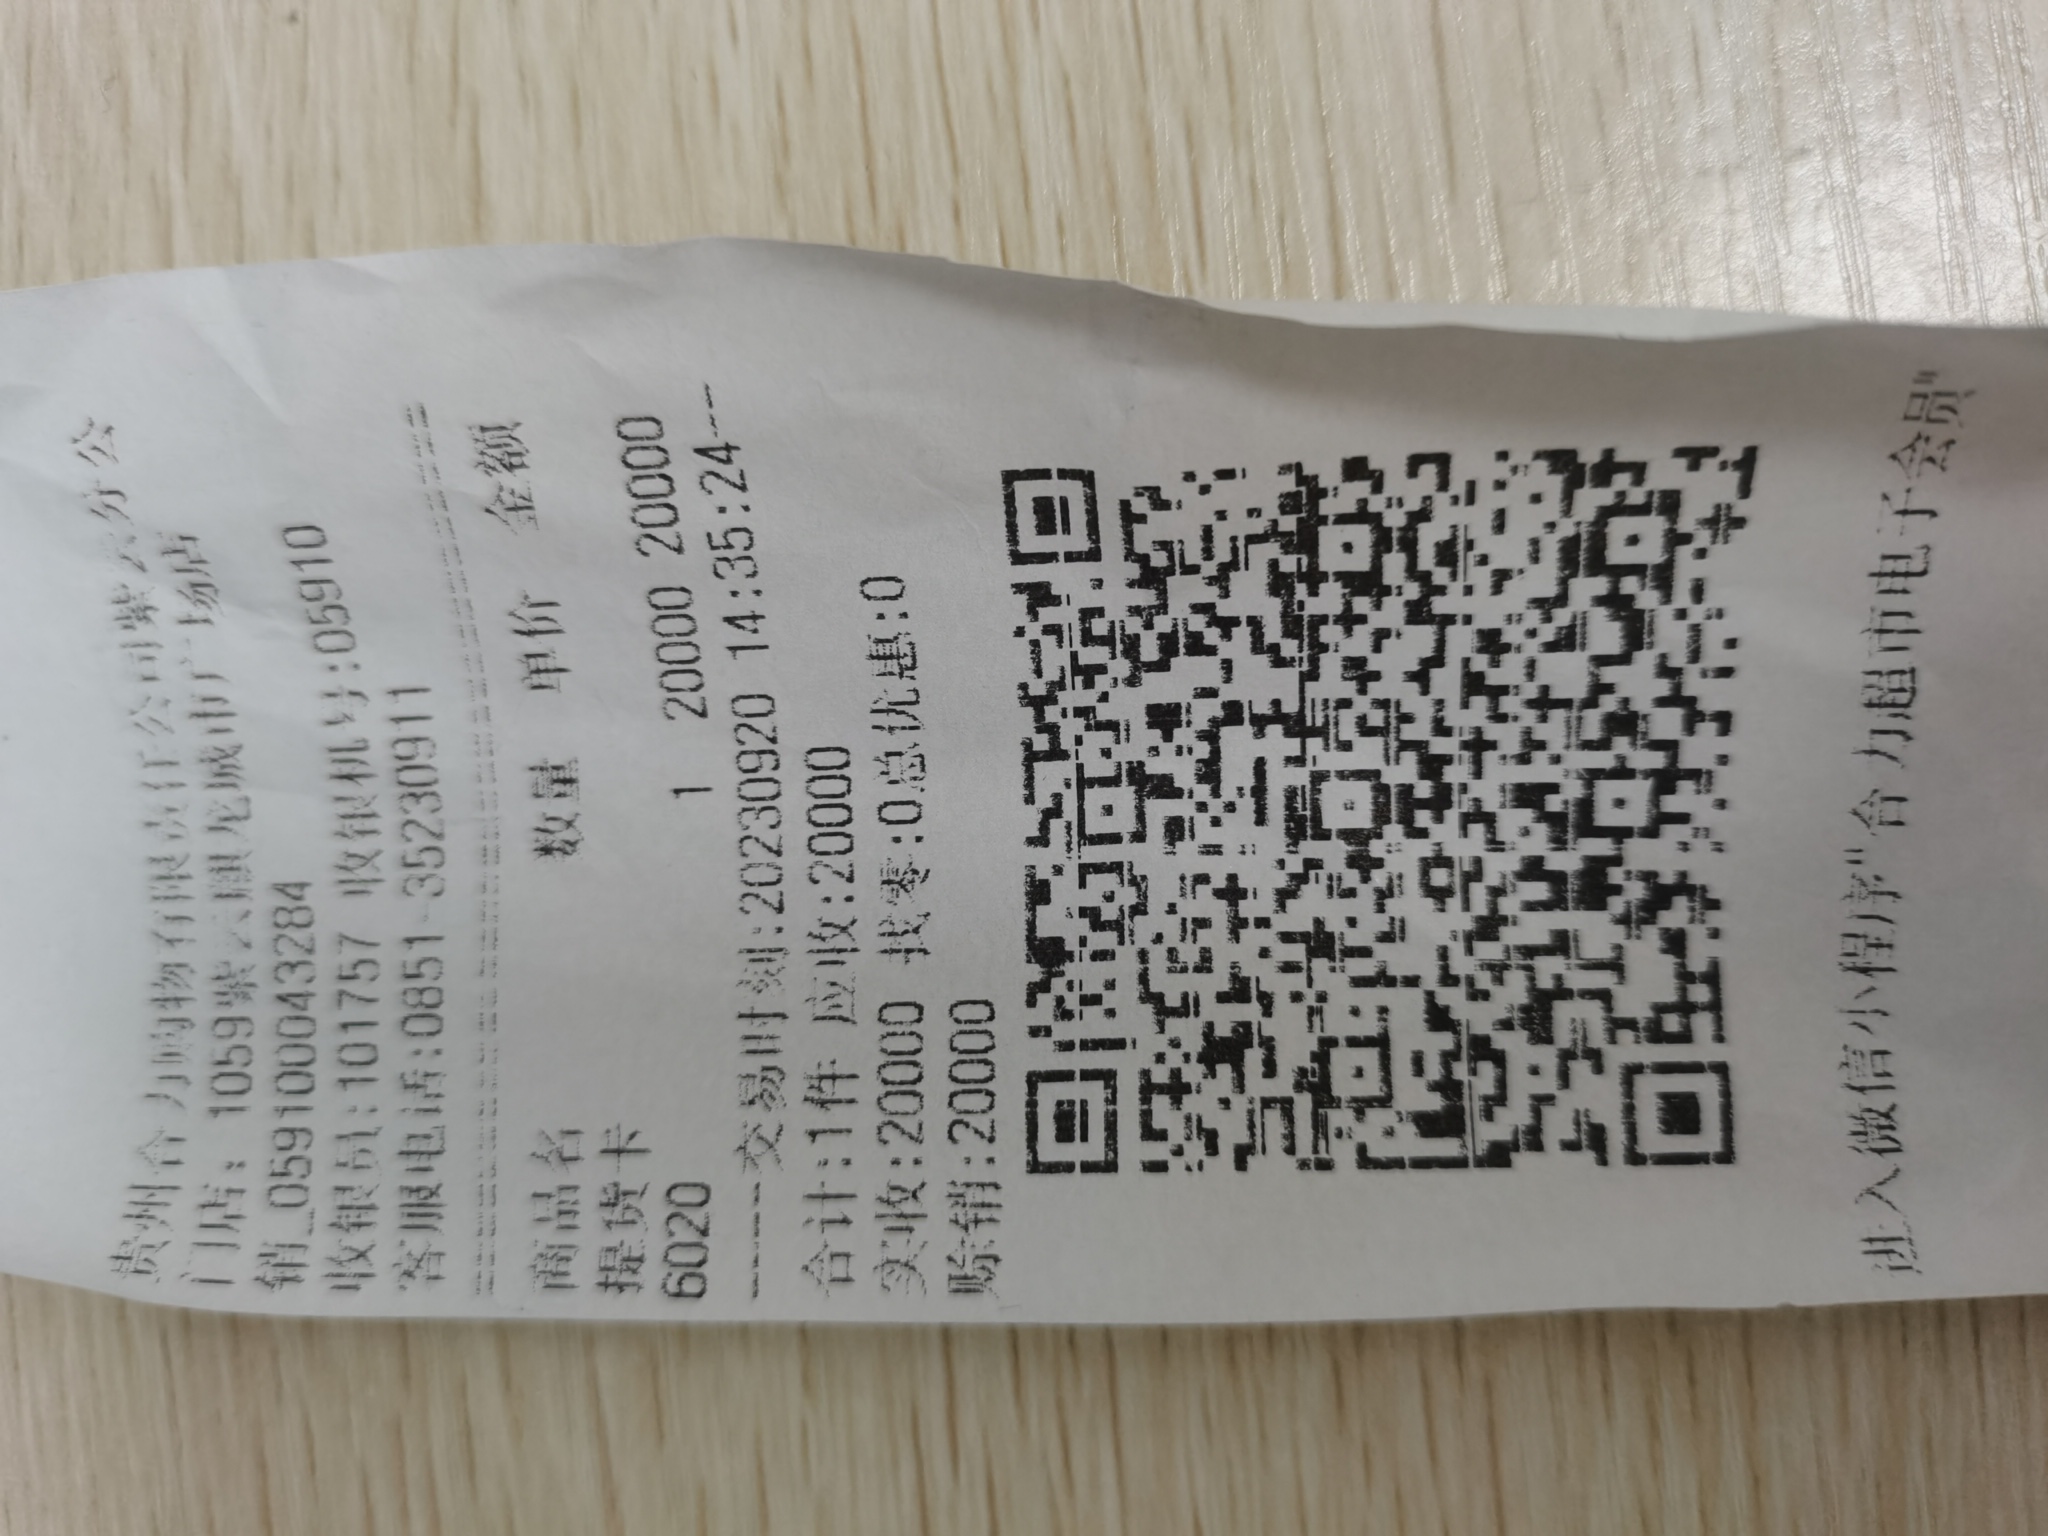 贵州合力购物有限责任公司紫云分公
门店: 1059紫云麒龙城市广场店
销_059100043284
收银员:101757 收银机号:05910
客服电话:0851-35230911
商品名 数量 单价 金额
提货卡
6020 1 20000 20000
-----交易时刻:20230920 14:35:24---
合计:1件 应收:20000
实收:20000 找零:0总优惠:0
赊销:20000
进入微信小程序"合力超市电子会员"